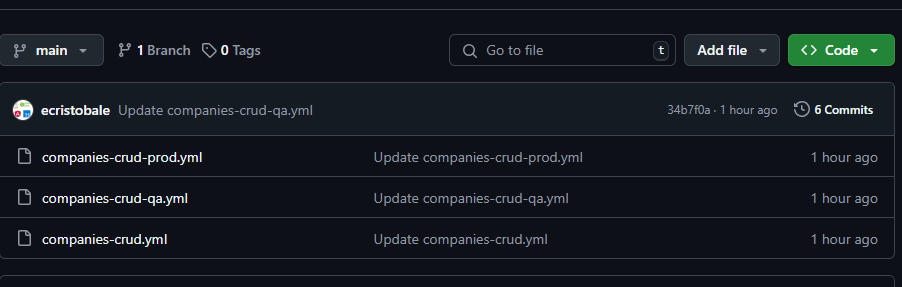 main 1 Branch 0 Tags Go to file t Add file Code
ecristobale Update companies-crud-qa.yml 34b7f0a · 1 hour ago 6 Commits
companies-crud-prod.yml Update companies-crud-prod.yml 1 hour ago
companies-crud-qa.yml Update companies-crud-qa.yml 1 hour ago
companies-crud.yml Update companies-crud.yml 1 hour ago